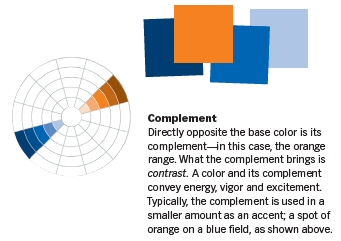 Complement
Directly opposite the base color is its
complement—in this case, the orange
range. What the complement brings is
contrast. A color and its complement
convey energy, vigor and excitement.
Typically, the complement is used in a
smaller amount as an accent; a spot of
orange on a blue field, as shown above.